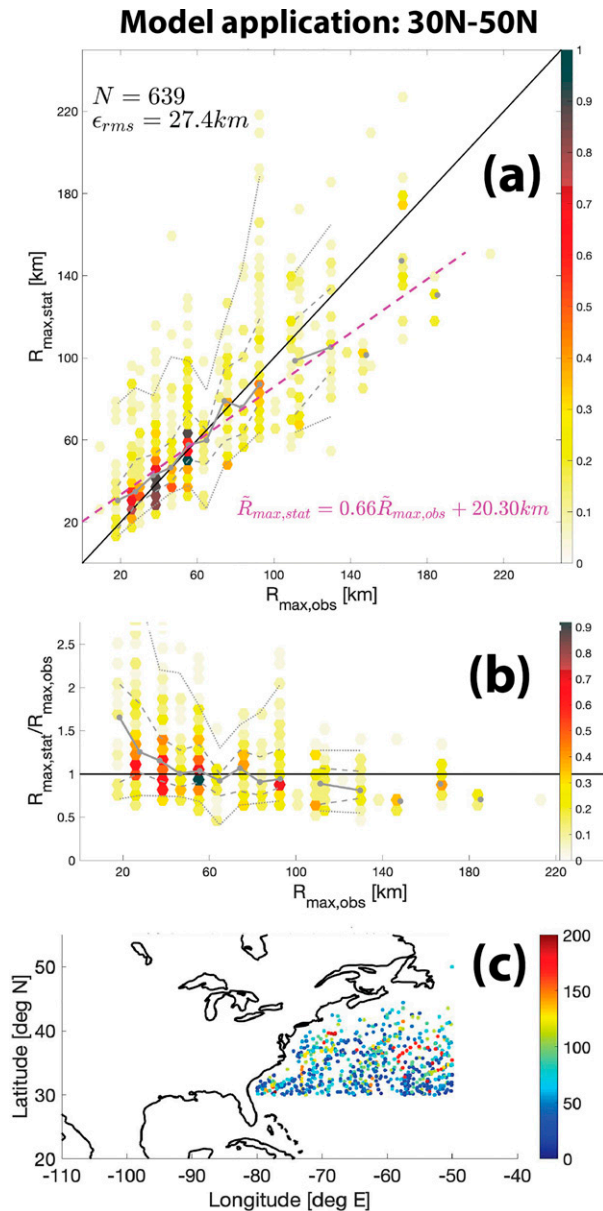 Model application: 30N-50N
N = 639
ϵ_rms = 27.4km
(a)
R_max,stat [km]
220
180
140
100
60
20
20 60 100 140 180 220
R_max,obs [km]
R̃_max,stat = 0.66R̃_max,obs + 20.30km
1
0.9
0.8
0.7
0.6
0.5
0.4
0.3
0.2
0.1
0
(b)
R_max,stat/R_max,obs
2.5
2
1.5
1
0.5
0
20 60 100 140 180 220
R_max,obs [km]
0.9
0.8
0.7
0.6
0.5
0.4
0.3
0.2
0.1
0
(c)
Latitude [deg N]
50
40
30
20
-110 -100 -90 -80 -70 -60 -50 -40
Longitude [deg E]
200
150
100
50
0